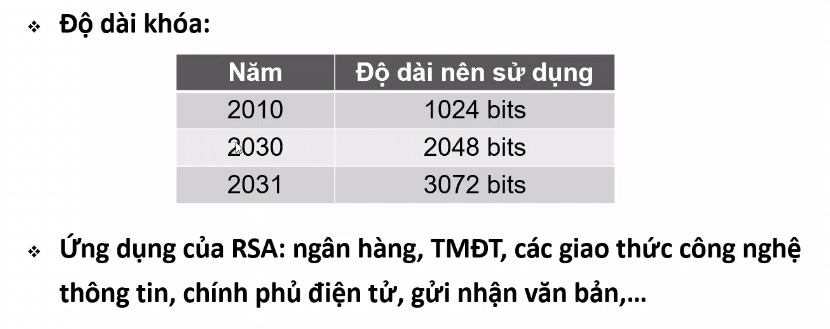 Độ dài khóa:
Năm Độ dài nên sử dụng
2010 1024 bits
2030 2048 bits
2031 3072 bits
Ứng dụng của RSA: ngân hàng, TMĐT, các giao thức công nghệ
thông tin, chính phủ điện tử, gửi nhận văn bản,...